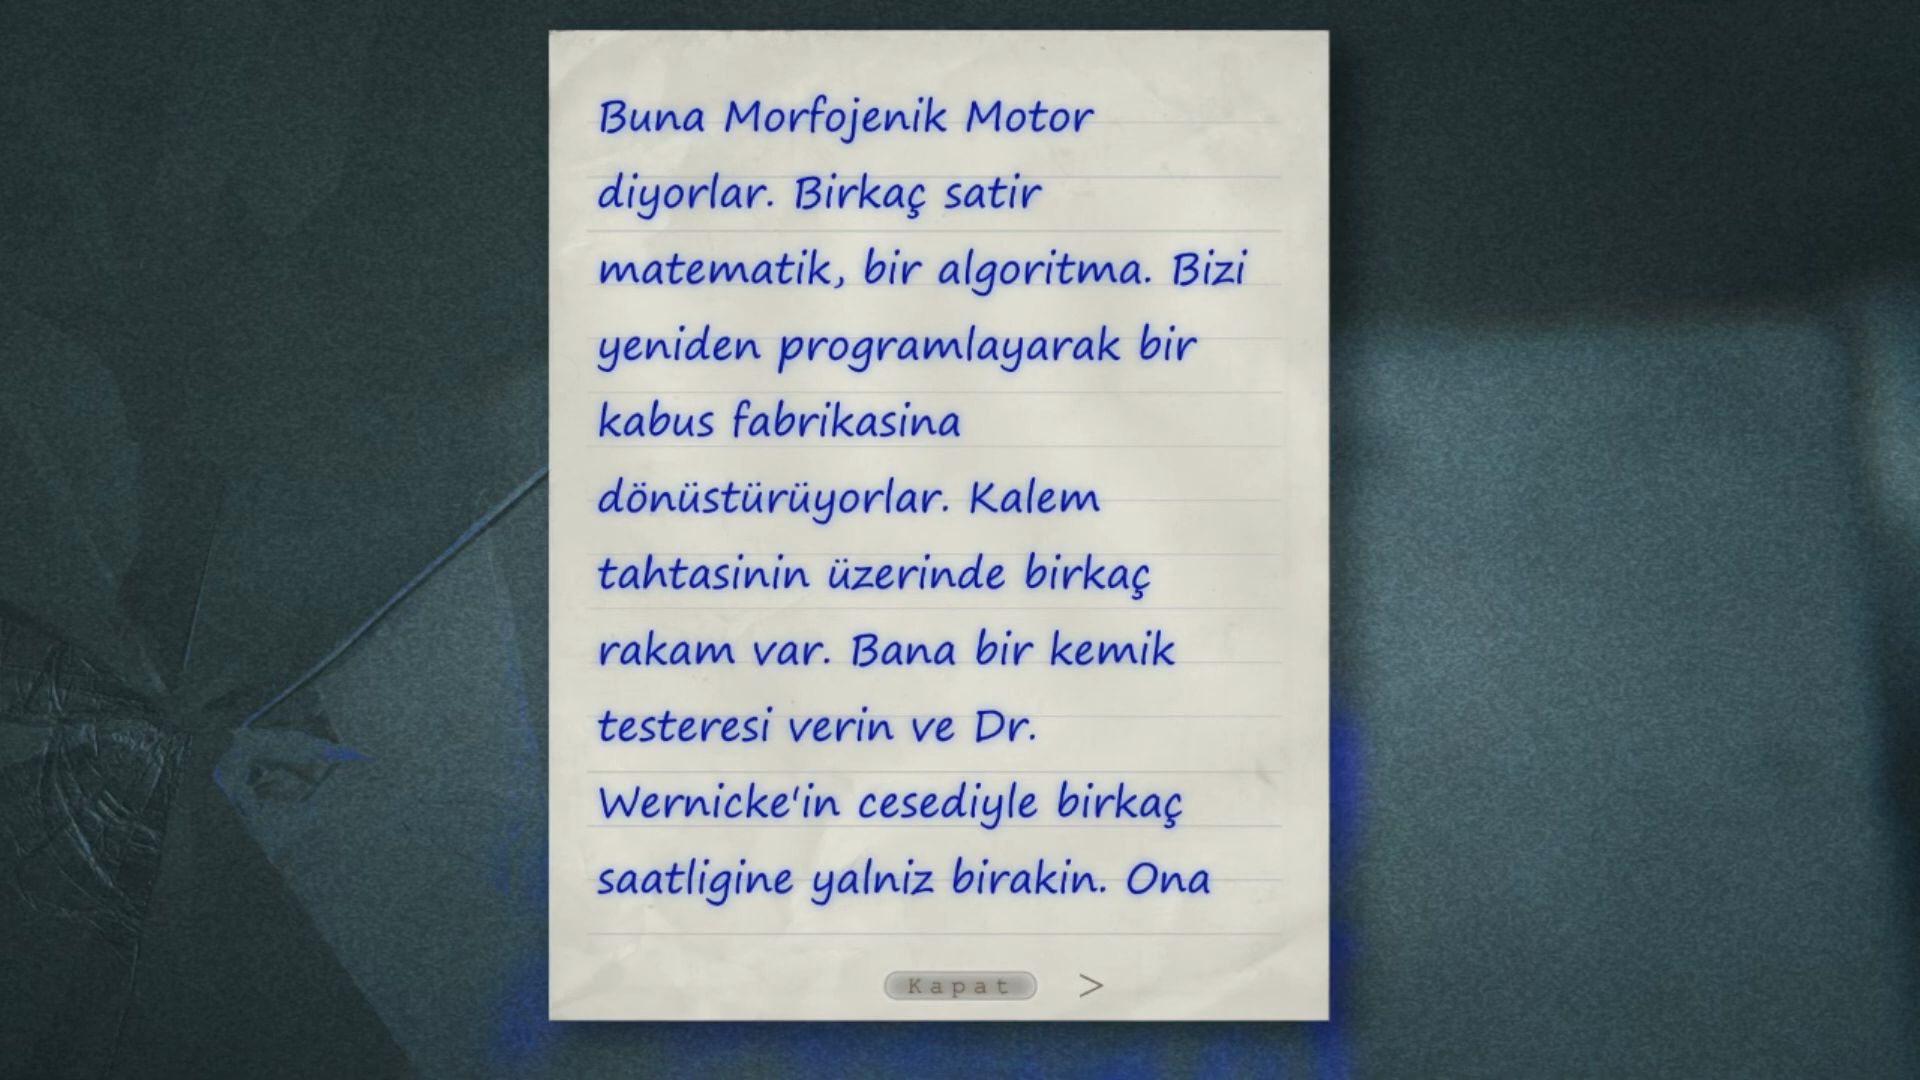 Buna Morfojenik Motor
diyorlar. Birkaç satir
matematik, bir algoritma. Bizi
yeniden programlayarak bir
kabus fabrikasina
dönüstürüyorlar. Kalem
tahtasinin üzerinde birkaç
rakam var. Bana bir kemik
testeresi verin ve Dr.
Wernicke'in cesediyle birkaç
saatligine yalniz birakin. Ona
Kapat >